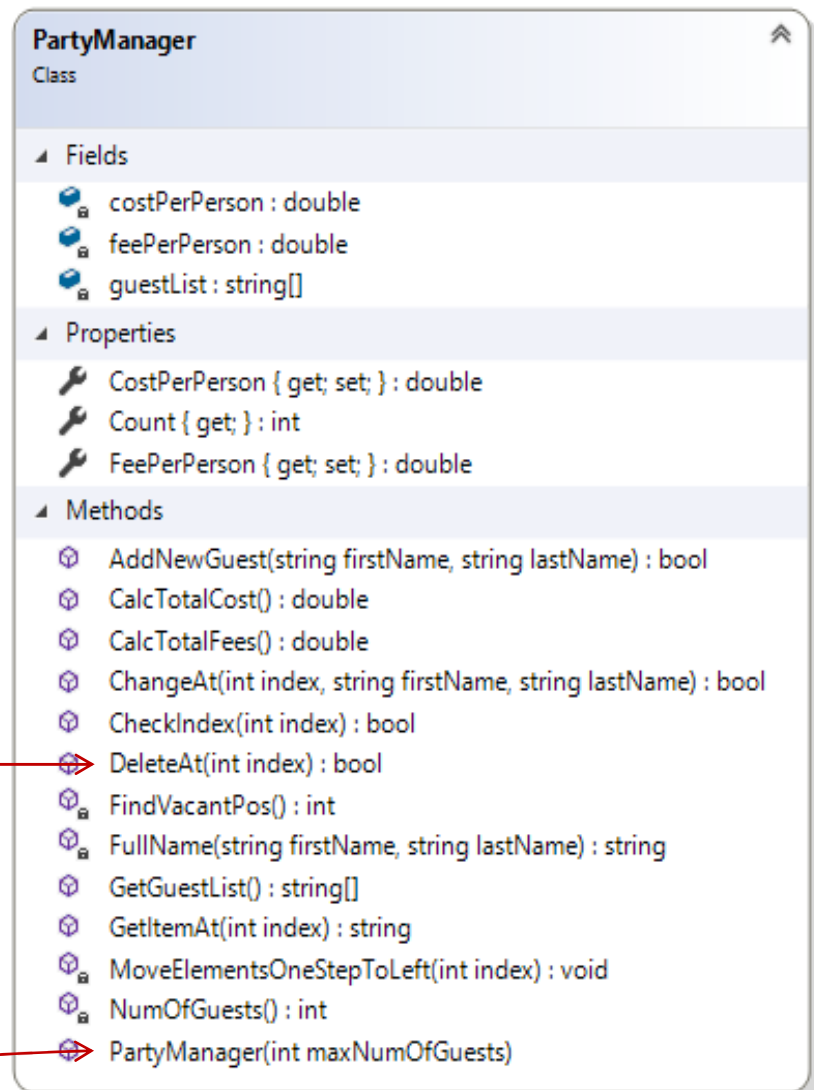 PartyManager
Class
Fields
costPerPerson : double
feePerPerson : double
guestList : string[]
Properties
CostPerPerson { get; set; } : double
Count { get; } : int
FeePerPerson { get; set; } : double
Methods
AddNewGuest(string firstName, string lastName) : bool
CalcTotalCost() : double
CalcTotalFees() : double
ChangeAt(int index, string firstName, string lastName) : bool
CheckIndex(int index) : bool
DeleteAt(int index) : bool
FindVacantPos() : int
FullName(string firstName, string lastName) : string
GetGuestList() : string[]
GetItemAt(int index) : string
MoveElementsOneStepToLeft(int index) : void
NumOfGuests() : int
PartyManager(int maxNumOfGuests)